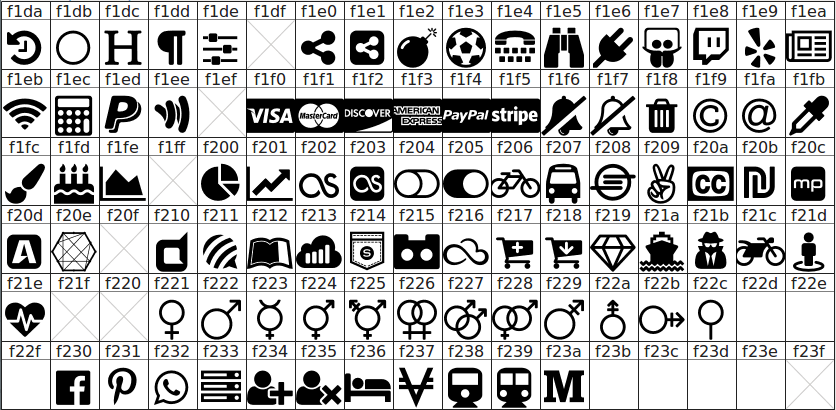 f1da f1db f1dc f1dd f1de f1df f1e0 f1e1 f1e2 f1e3 f1e4 f1e5 f1e6 f1e7 f1e8 f1e9 f1ea
H ¶
f1eb f1ec f1ed f1ee f1ef f1f0 f1f1 f1f2 f1f3 f1f4 f1f5 f1f6 f1f7 f1f8 f1f9 f1fa f1fb
VISA MasterCard DISCOVER AMERICAN EXPRESS PayPal stripe © @
f1fc f1fd f1fe f1ff f200 f201 f202 f203 f204 f205 f206 f207 f208 f209 f20a f20b f20c
as as CC ₪ mp
f20d f20e f20f f210 f211 f212 f213 f214 f215 f216 f217 f218 f219 f21a f21b f21c f21d
A S
f21e f21f f220 f221 f222 f223 f224 f225 f226 f227 f228 f229 f22a f22b f22c f22d f22e
f22f f230 f231 f232 f233 f234 f235 f236 f237 f238 f239 f23a f23b f23c f23d f23e f23f
f M